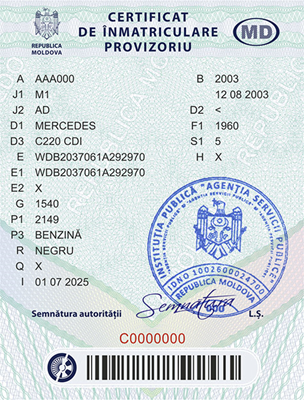 REPUBLICA
MOLDOVA
CERTIFICAT
DE ÎNMATRICULARE
PROVIZORIU
MD
A AAA000 B 2003
J1 M1 12 08 2003
J2 AD D2 <
D1 MERCEDES F1 1960
D3 C220 CDI S1 5
E WDB2037061A292970 H X
E1 WDB2037061A292970
E2 X
G 1540
P1 2149
P3 BENZINĂ
R NEGRU
Q X
I 01 07 2025
INSTITUȚIA PUBLICĂ "AGENȚIA SERVICII PUBLICE"
IDNO 1002600024700
REPUBLICA MOLDOVA
Semnatura
Semnătura autorității L.Ș.
C0000000